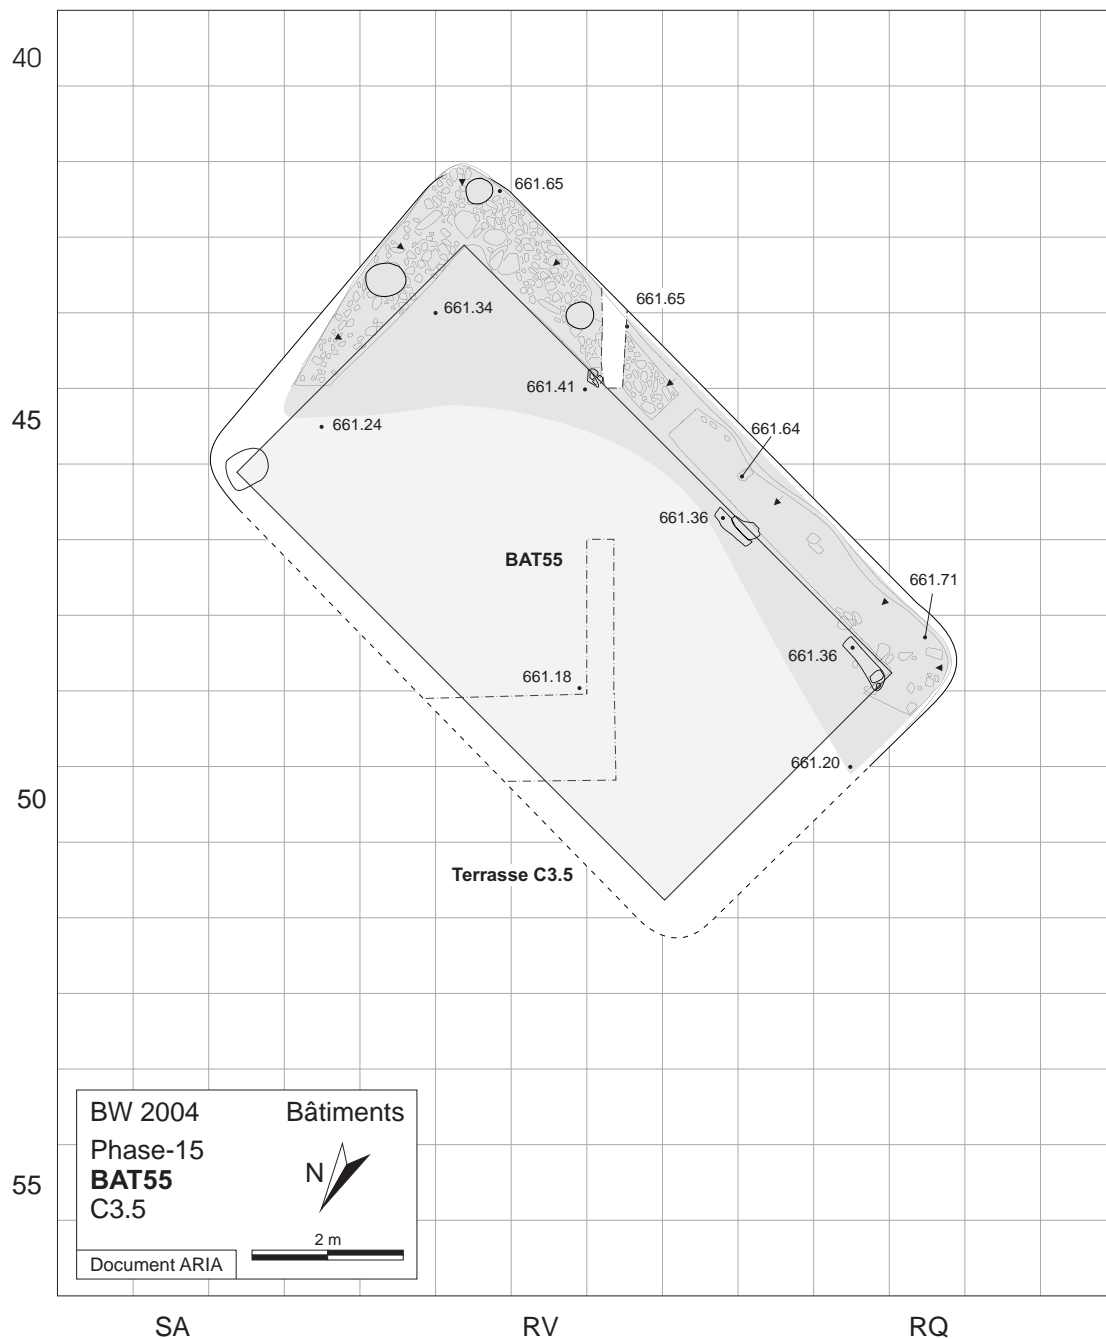 40
661.65
661.65
661.34
661.41
45
661.24
661.64
661.36
BAT55
661.71
661.36
661.18
661.20
50
Terrasse C3.5
BW 2004 Bâtiments
Phase-15
BAT55
C3.5
N
2 m
Document ARIA
55
SA RV RQ